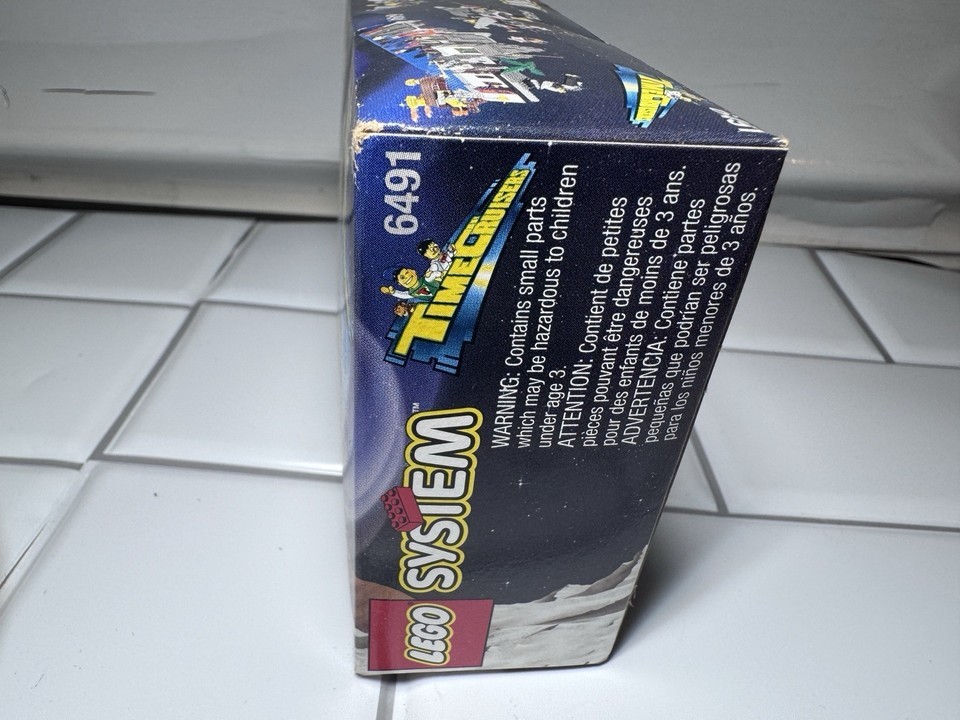 6491
TIMECRUISERS
LEGO SYSTEM™
WARNING: Contains small parts
which may be hazardous to children
under age 3.
ATTENTION: Contient de petites
pièces pouvant être dangereuses
pour des enfants de moins de 3 ans.
ADVERTENCIA: Contiene partes
pequeñas que podrían ser peligrosas
para los niños menores de 3 años.